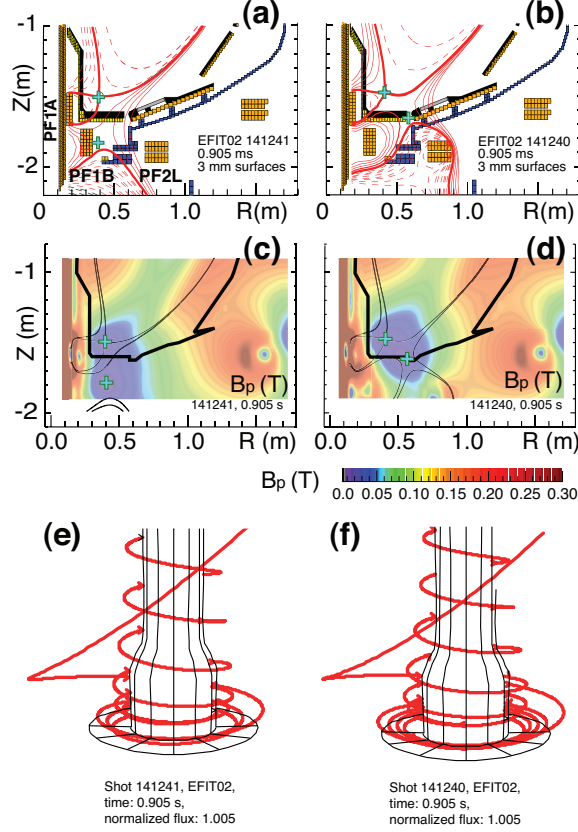 (a)
(b)
-1
Z(m)
PF1A
-2
EFIT02 141241
0.905 ms
3 mm surfaces
PF1B
PF2L
EFIT02 141240
0.905 ms
3 mm surfaces
0 0.5 1.0 R(m)
0 0.5 1.0 R(m)
(c)
(d)
-1
Z (m)
-2
Bp (T)
141241, 0.905 s
Bp (T)
141240, 0.905 s
0 0.5 1.0 R (m)
0 0.5 1.0 R (m)
Bp (T)
0.0 0.05 0.10 0.15 0.20 0.25 0.30
(e)
(f)
Shot 141241, EFIT02,
time: 0.905 s,
normalized flux: 1.005
Shot 141240, EFIT02,
time: 0.905 s,
normalized flux: 1.005